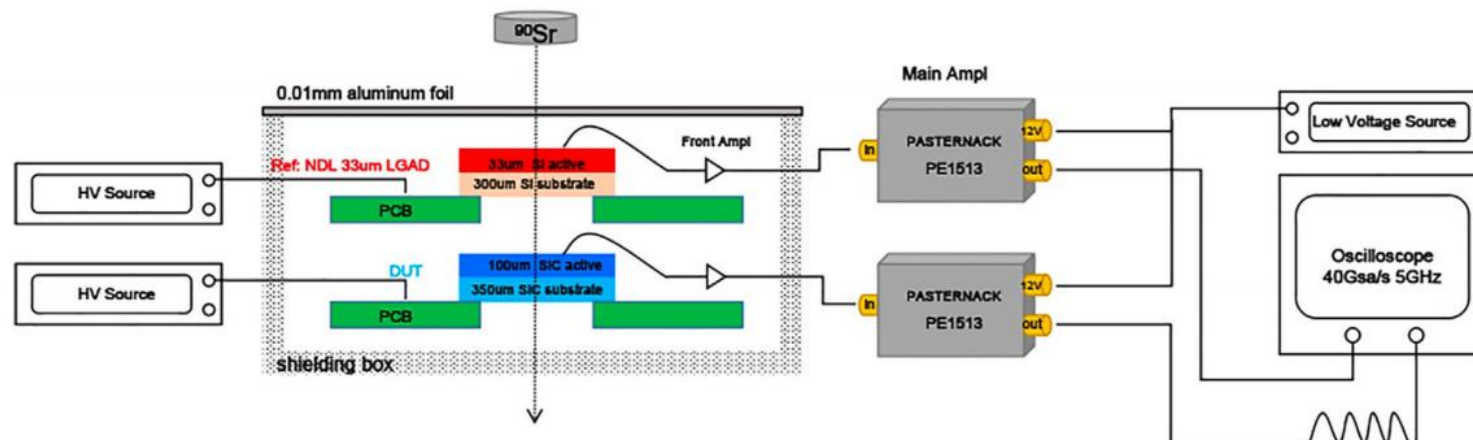 ⁹⁰Sr
Main Ampl
0.01mm aluminum foil
Front Ampl
PASTERNACK
PE1513
In
12V
out
Low Voltage Source
Ref: NDL 33um LGAD
33um SI active
300um SI substrate
HV Source
PCB
DUT
100um SIC active
350um SIC substrate
HV Source
PCB
PASTERNACK
PE1513
In
12V
out
Oscilloscope
40Gsa/s 5GHz
shielding box